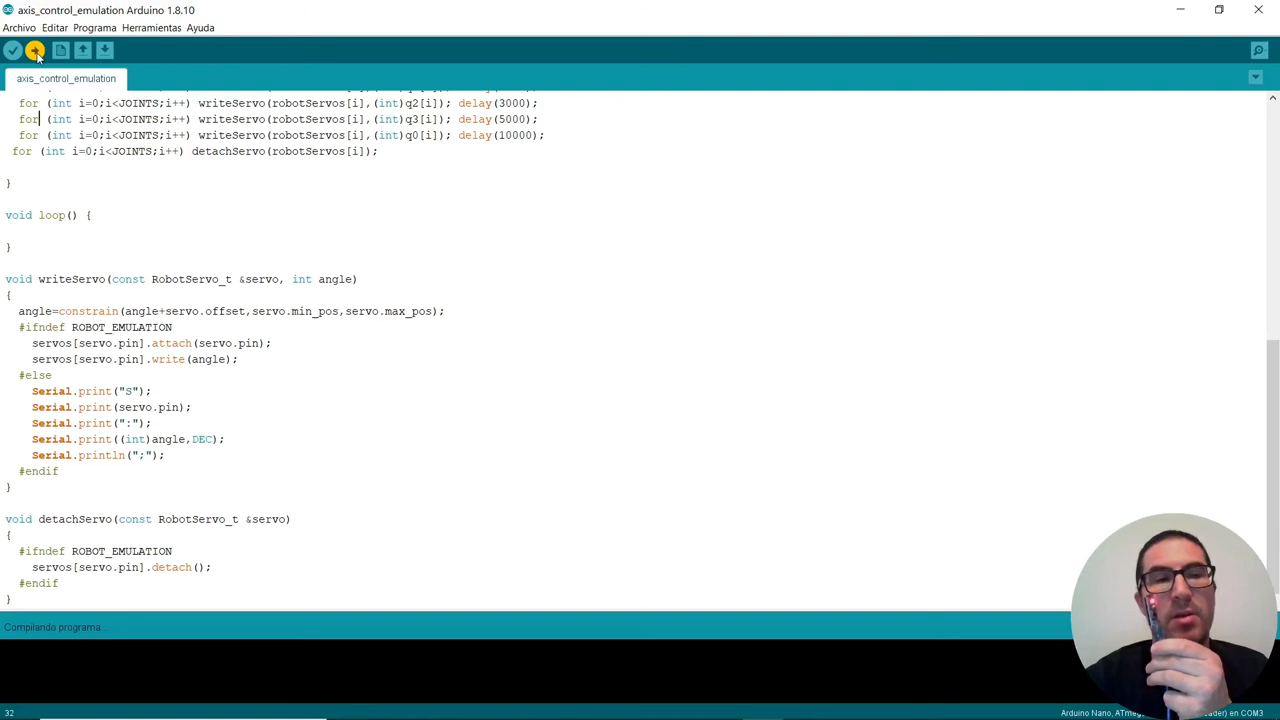 axis_control_emulation Arduino 1.8.10
Archivo Editar Programa Herramientas Ayuda
axis_control_emulation
for (int i=0;i<JOINTS;i++) writeServo(robotServos[i],(int)q2[i]); delay(3000);
for (int i=0;i<JOINTS;i++) writeServo(robotServos[i],(int)q3[i]); delay(5000);
for (int i=0;i<JOINTS;i++) writeServo(robotServos[i],(int)q0[i]); delay(10000);
for (int i=0;i<JOINTS;i++) detachServo(robotServos[i]);
}
void loop() {
}
void writeServo(const RobotServo_t &servo, int angle)
{
angle=constrain(angle+servo.offset,servo.min_pos,servo.max_pos);
#ifndef ROBOT_EMULATION
servos[servo.pin].attach(servo.pin);
servos[servo.pin].write(angle);
#else
Serial.print("S");
Serial.print(servo.pin);
Serial.print(":");
Serial.print((int)angle,DEC);
Serial.println(";");
#endif
}
void detachServo(const RobotServo_t &servo)
{
#ifndef ROBOT_EMULATION
servos[servo.pin].detach();
#endif
}
Compilando programa...
32
Arduino Nano, en COM3